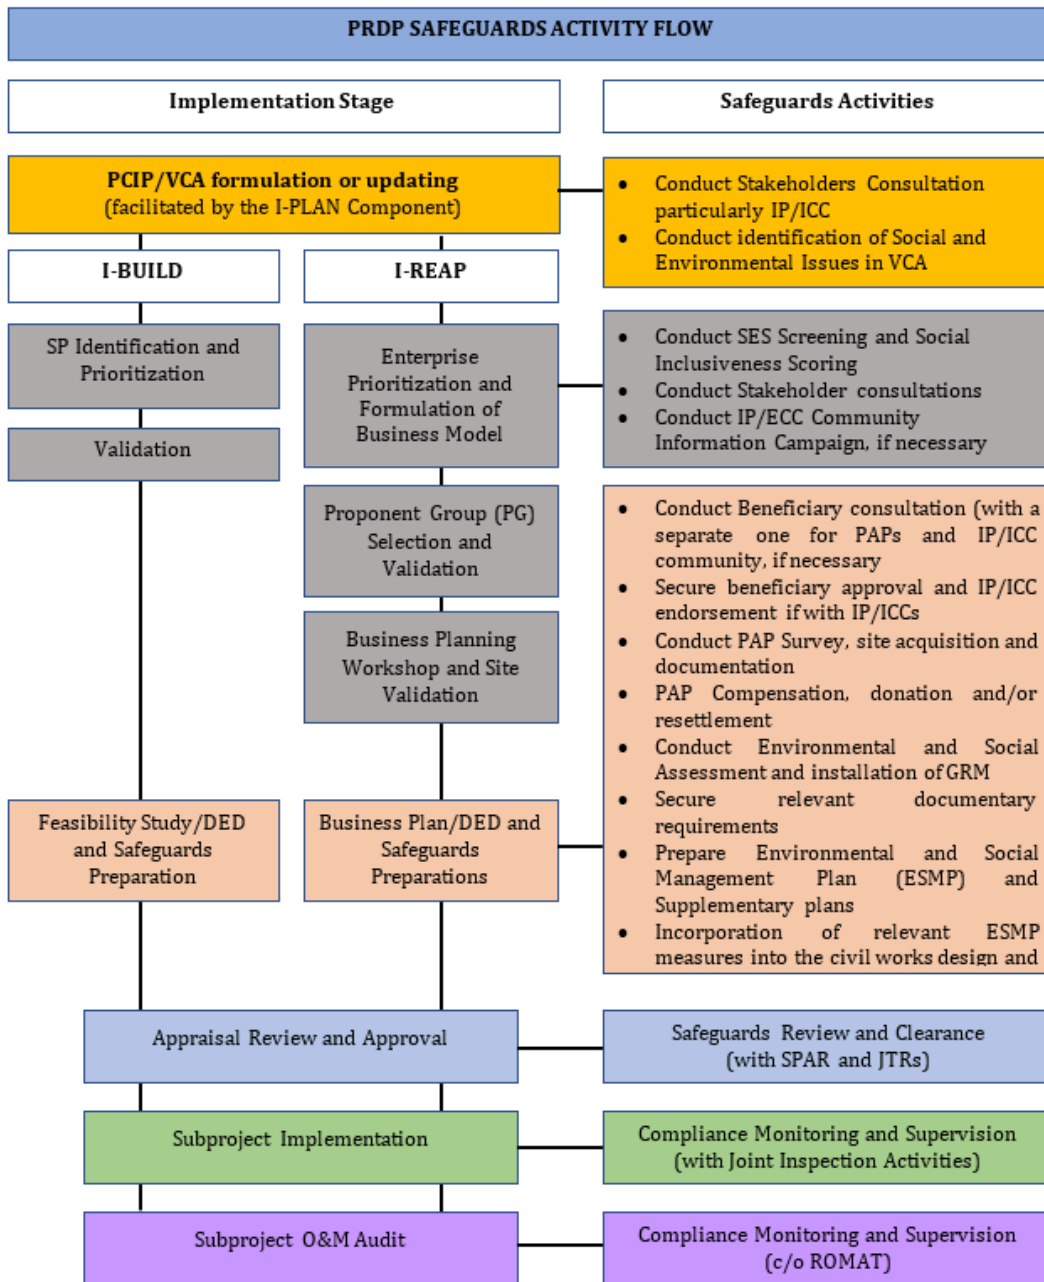 PRDP SAFEGUARDS ACTIVITY FLOW
Implementation Stage
Safeguards Activities
PCIP/VCA formulation or updating
(facilitated by the I-PLAN Component)
• Conduct Stakeholders Consultation
particularly IP/ICC
• Conduct identification of Social and
Environmental Issues in VCA
I-BUILD
I-REAP
SP Identification and
Prioritization
Validation
Enterprise
Prioritization and
Formulation of
Business Model
• Conduct SES Screening and Social
Inclusiveness Scoring
• Conduct Stakeholder consultations
• Conduct IP/ECC Community
Information Campaign, if necessary
Proponent Group (PG)
Selection and
Validation
Business Planning
Workshop and Site
Validation
Feasibility Study/DED
and Safeguards
Preparation
Business Plan/DED and
Safeguards
Preparations
• Conduct Beneficiary consultation (with a
separate one for PAPs and IP/ICC
community, if necessary
• Secure beneficiary approval and IP/ICC
endorsement if with IP/ICCs
• Conduct PAP Survey, site acquisition and
documentation
• PAP Compensation, donation and/or
resettlement
• Conduct Environmental and Social
Assessment and installation of GRM
• Secure relevant documentary
requirements
• Prepare Environmental and Social
Management Plan (ESMP) and
Supplementary plans
• Incorporation of relevant ESMP
measures into the civil works design and
Appraisal Review and Approval
Safeguards Review and Clearance
(with SPAR and JTRs)
Subproject Implementation
Compliance Monitoring and Supervision
(with Joint Inspection Activities)
Subproject O&M Audit
Compliance Monitoring and Supervision
(c/o ROMAT)